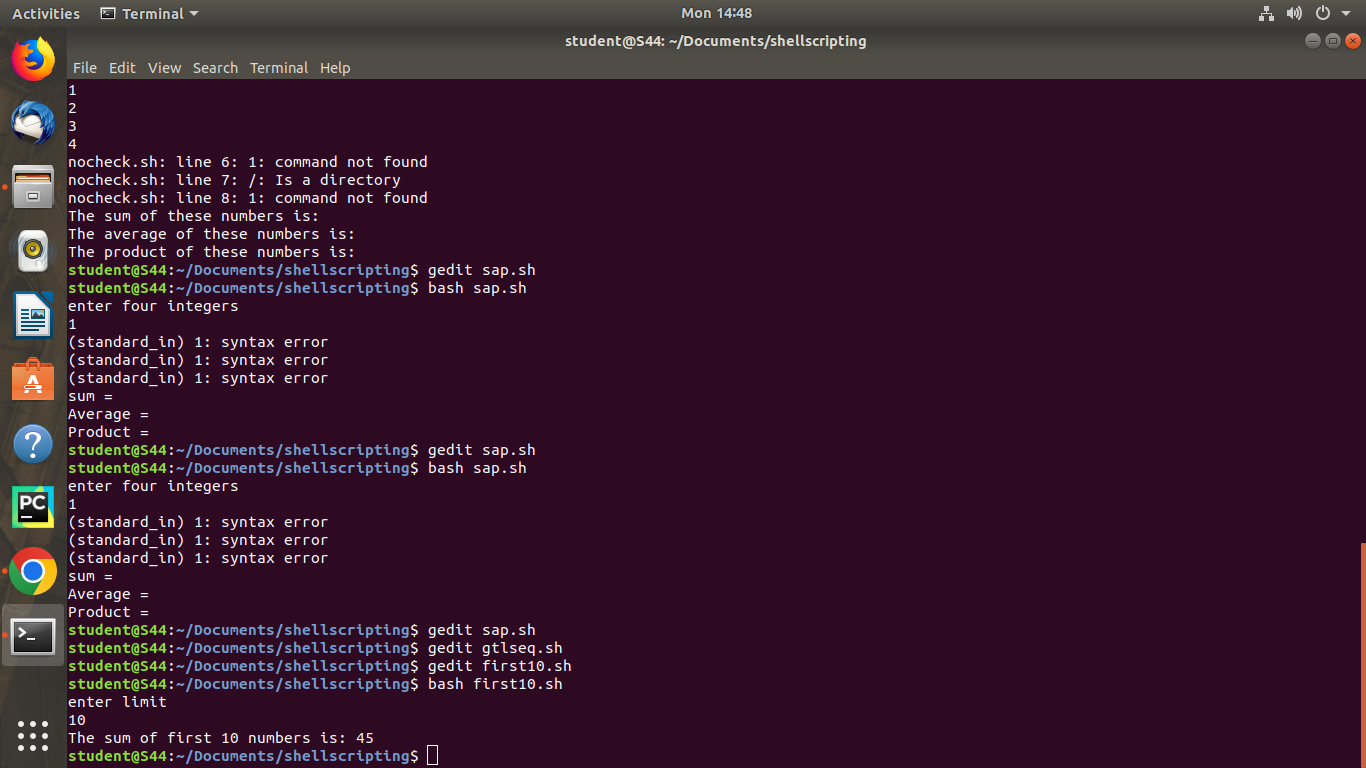 Activities Terminal Mon 14:48
student@S44: ~/Documents/shellscripting
File Edit View Search Terminal Help
1
2
3
4
nocheck.sh: line 6: 1: command not found
nocheck.sh: line 7: /: Is a directory
nocheck.sh: line 8: 1: command not found
The sum of these numbers is:
The average of these numbers is:
The product of these numbers is:
student@S44:~/Documents/shellscripting$ gedit sap.sh
student@S44:~/Documents/shellscripting$ bash sap.sh
enter four integers
1
(standard_in) 1: syntax error
(standard_in) 1: syntax error
(standard_in) 1: syntax error
sum =
Average =
Product =
student@S44:~/Documents/shellscripting$ gedit sap.sh
student@S44:~/Documents/shellscripting$ bash sap.sh
enter four integers
1
(standard_in) 1: syntax error
(standard_in) 1: syntax error
(standard_in) 1: syntax error
sum =
Average =
Product =
student@S44:~/Documents/shellscripting$ gedit sap.sh
student@S44:~/Documents/shellscripting$ gedit gtlseq.sh
student@S44:~/Documents/shellscripting$ gedit first10.sh
student@S44:~/Documents/shellscripting$ bash first10.sh
enter limit
10
The sum of first 10 numbers is: 45
student@S44:~/Documents/shellscripting$
PC